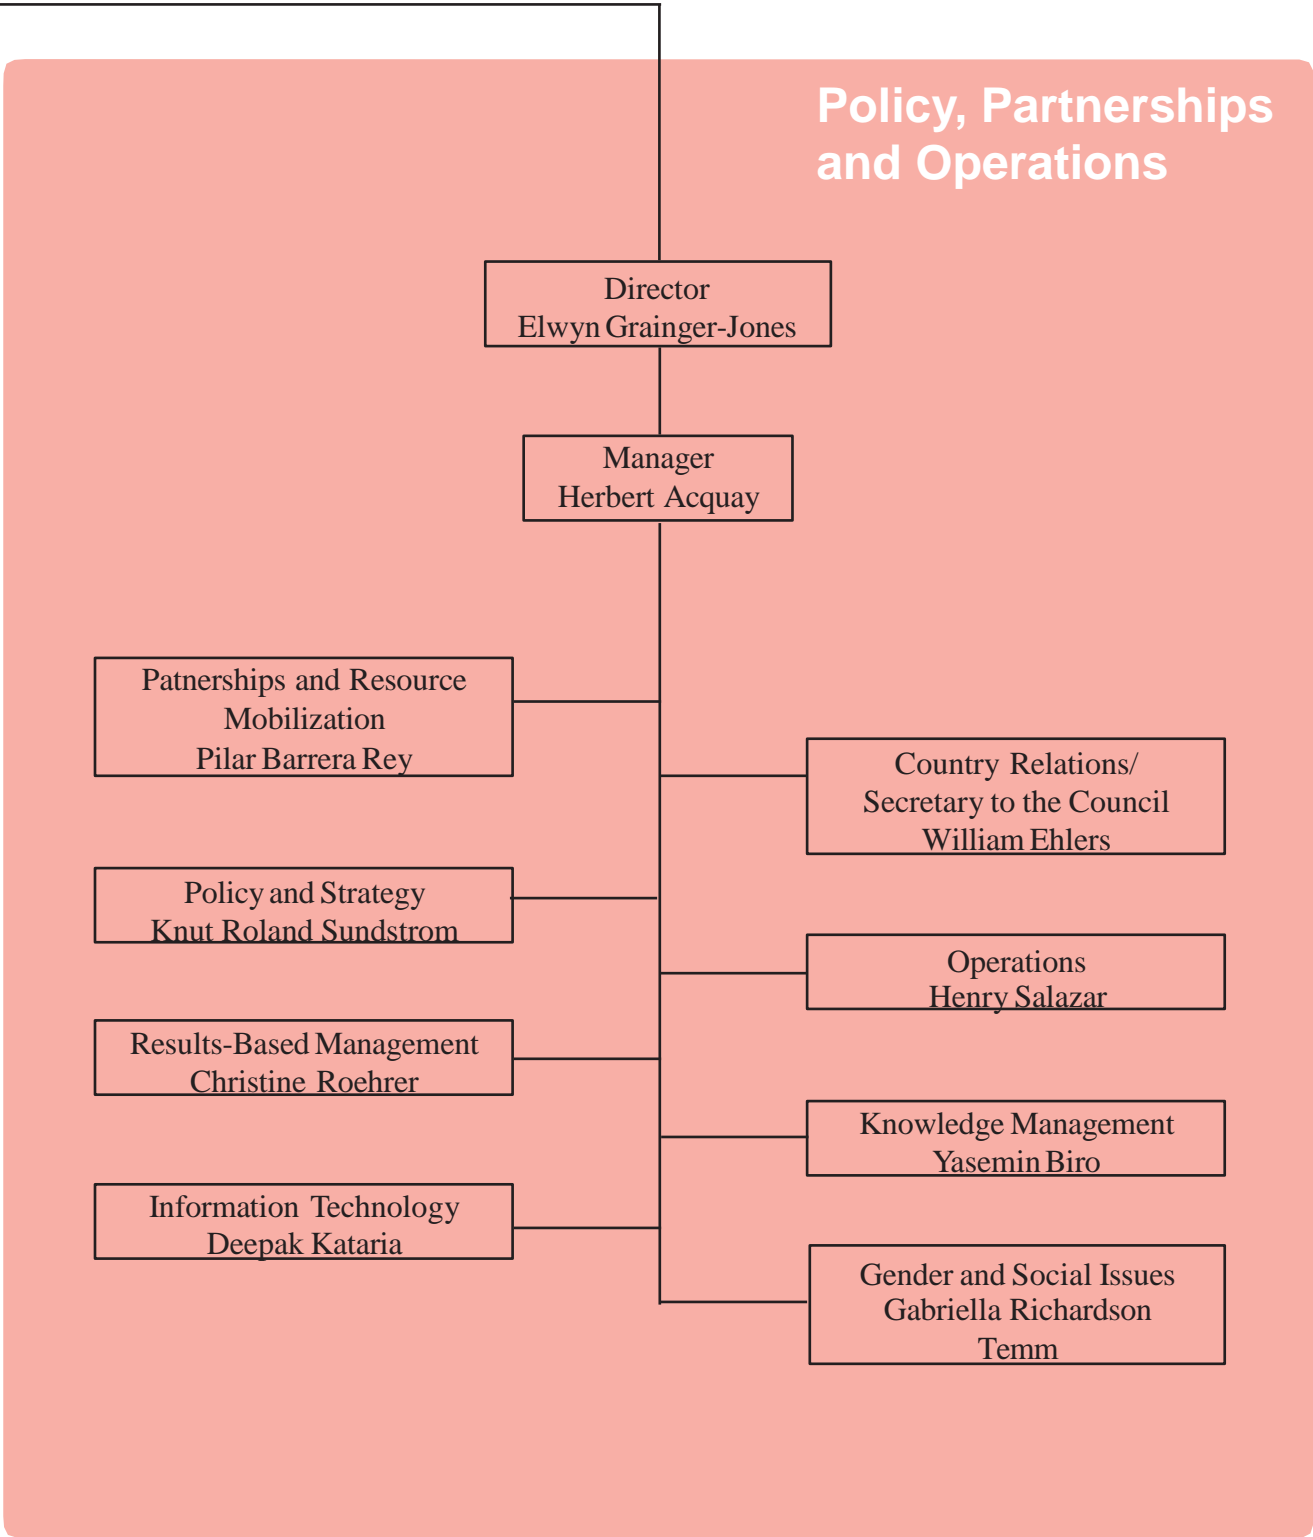 Policy, Partnerships
and Operations
Director
Elwyn Grainger-Jones
Manager
Herbert Acquay
Patnerships and Resource
Mobilization
Pilar Barrera Rey
Country Relations/
Secretary to the Council
William Ehlers
Policy and Strategy
Knut Roland Sundstrom
Operations
Henry Salazar
Results-Based Management
Christine Roehrer
Knowledge Management
Yasemin Biro
Information Technology
Deepak Kataria
Gender and Social Issues
Gabriella Richardson
Temm